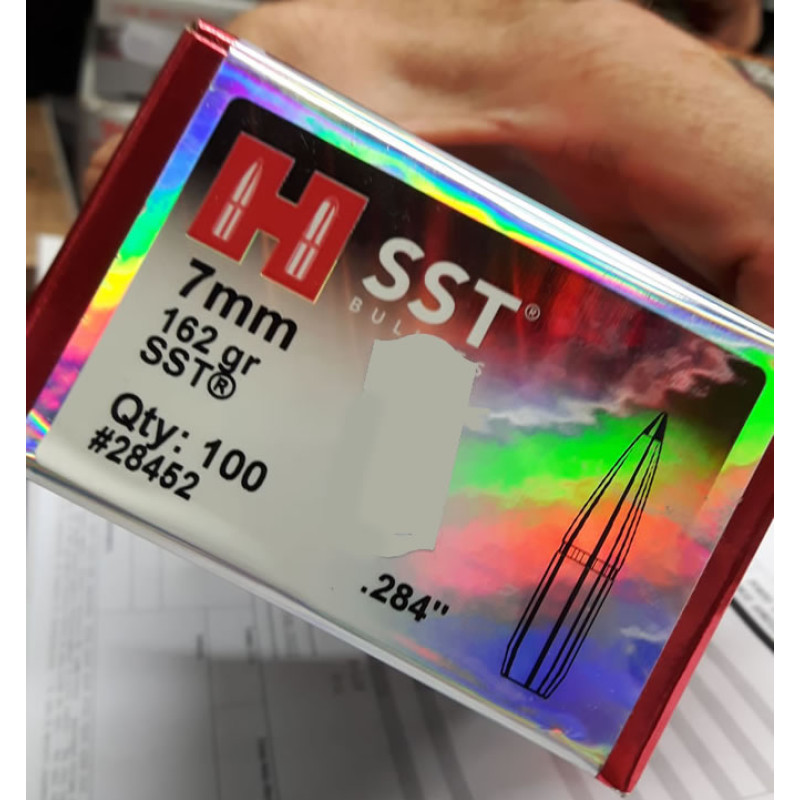 H
SST®
BULLETS
7mm
162 gr
SST®
Qty: 100
#28452
.284"